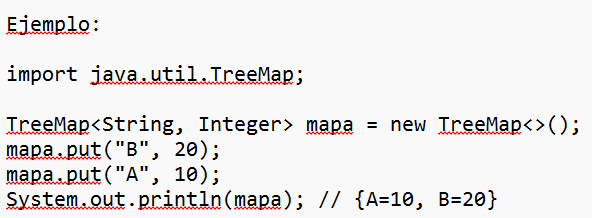 Ejemplo:
import java.util.TreeMap;
TreeMap<String, Integer> mapa = new TreeMap<>();
mapa.put("B", 20);
mapa.put("A", 10);
System.out.println(mapa); // {A=10, B=20}